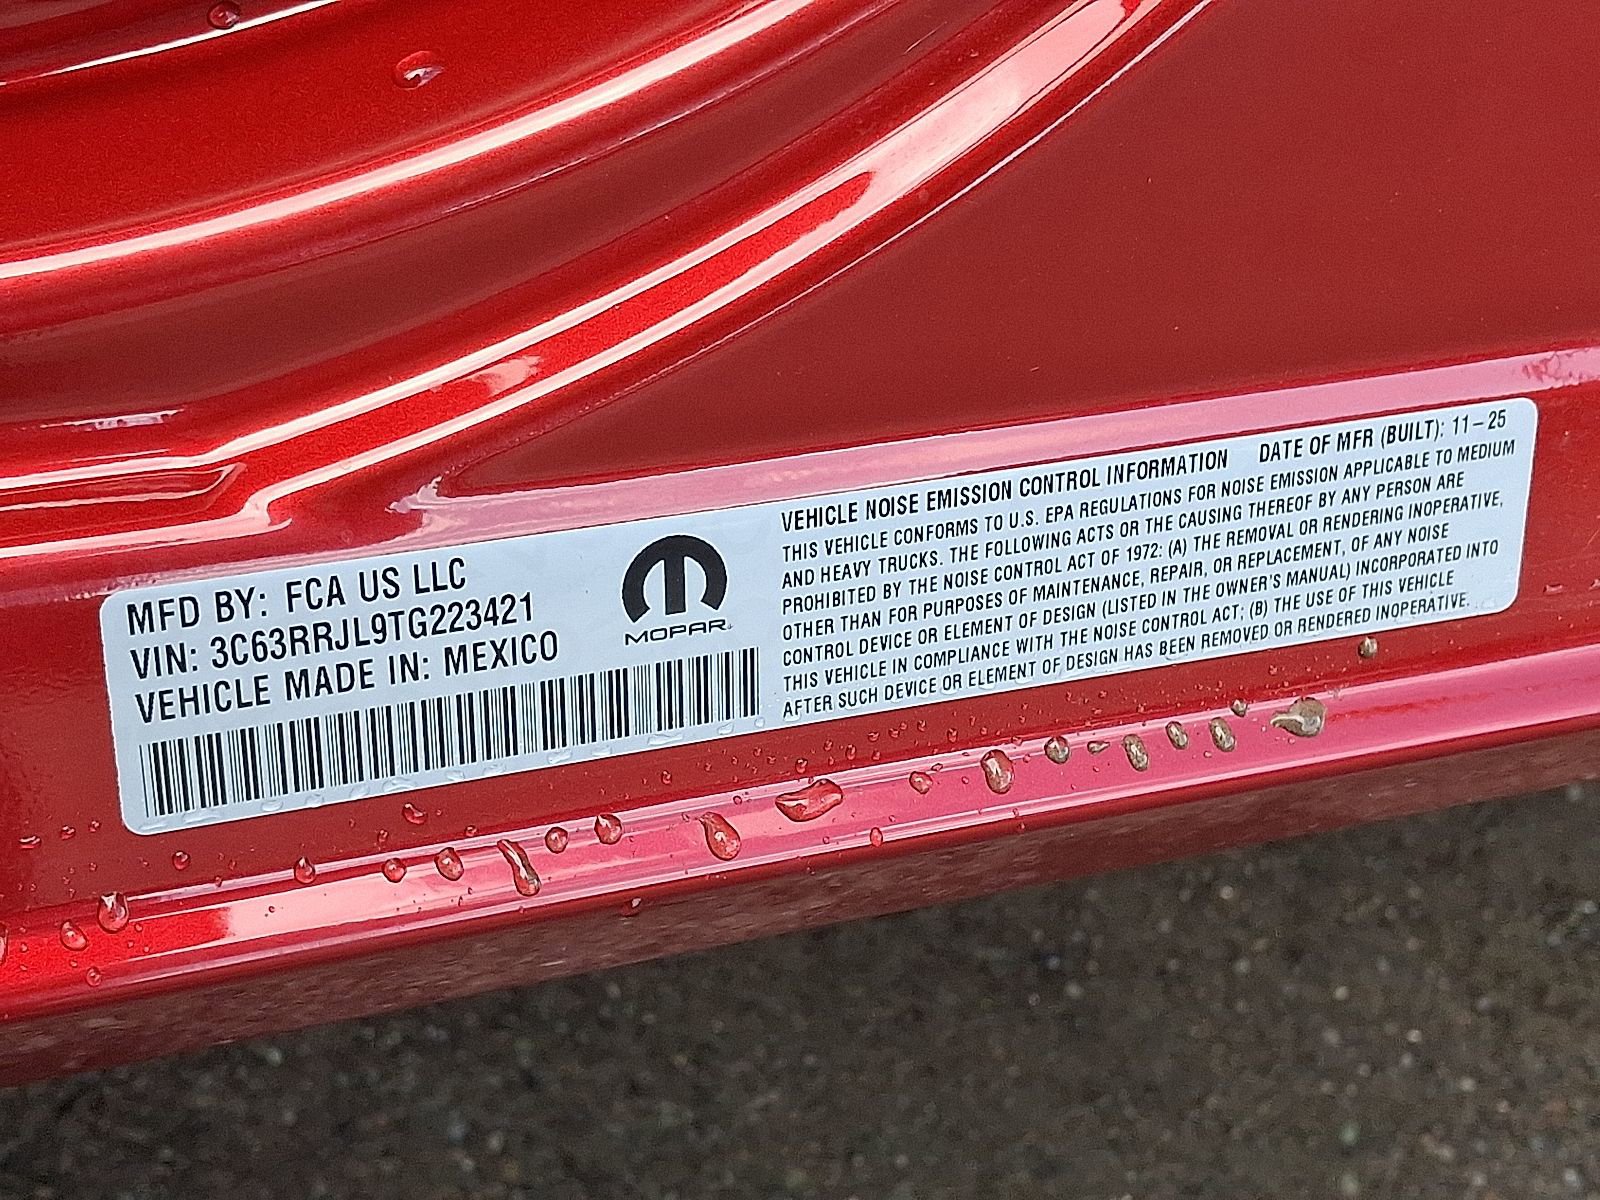 MFD BY: FCA US LLC
VIN: 3C63RRJL9TG223421
VEHICLE MADE IN: MEXICO
MOPAR
VEHICLE NOISE EMISSION CONTROL INFORMATION DATE OF MFR (BUILT): 11-25
THIS VEHICLE CONFORMS TO U.S. EPA REGULATIONS FOR NOISE EMISSION APPLICABLE TO MEDIUM
AND HEAVY TRUCKS. THE FOLLOWING ACTS OR THE CAUSING THEREOF BY ANY PERSON ARE
PROHIBITED BY THE NOISE CONTROL ACT OF 1972: (A) THE REMOVAL OR RENDERING INOPERATIVE,
OTHER THAN FOR PURPOSES OF MAINTENANCE, REPAIR, OR REPLACEMENT, OF ANY NOISE
CONTROL DEVICE OR ELEMENT OF DESIGN (LISTED IN THE OWNER'S MANUAL) INCORPORATED INTO
THIS VEHICLE IN COMPLIANCE WITH THE NOISE CONTROL ACT; (B) THE USE OF THIS VEHICLE
AFTER SUCH DEVICE OR ELEMENT OF DESIGN HAS BEEN REMOVED OR RENDERED INOPERATIVE.